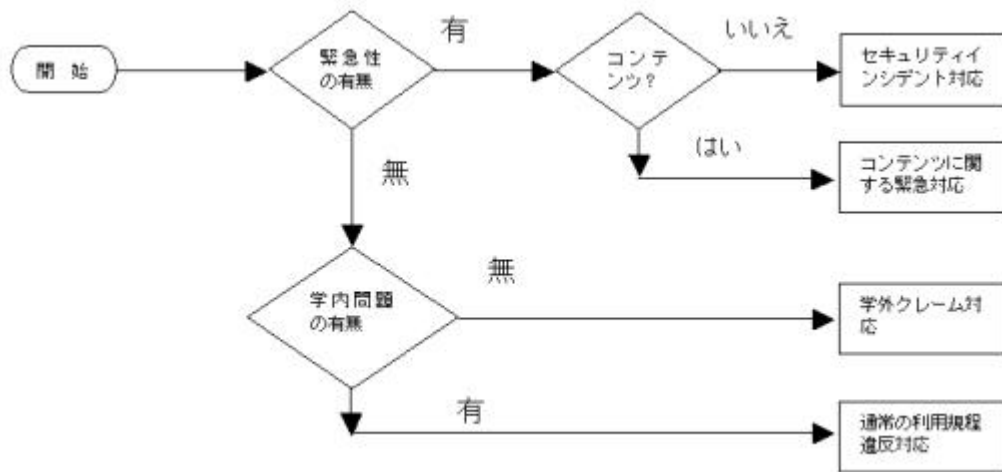 開 始
緊急性
の有無
有
コンテ
ンツ？
いいえ
セキュリティイ
ンシデント対応
はい
コンテンツに関
する緊急対応
無
学内問題
の有無
無
学外クレーム対
応
有
通常の利用規程
違反対応